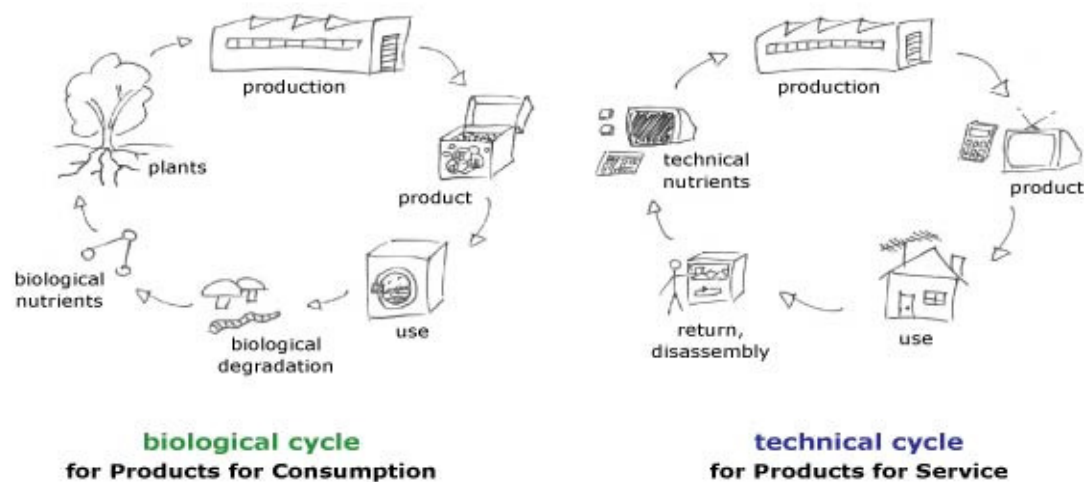 production
plants
product
biological
nutrients
use
biological
degradation
biological cycle
for Products for Consumption
production
technical
nutrients
product
return,
disassembly
use
technical cycle
for Products for Service